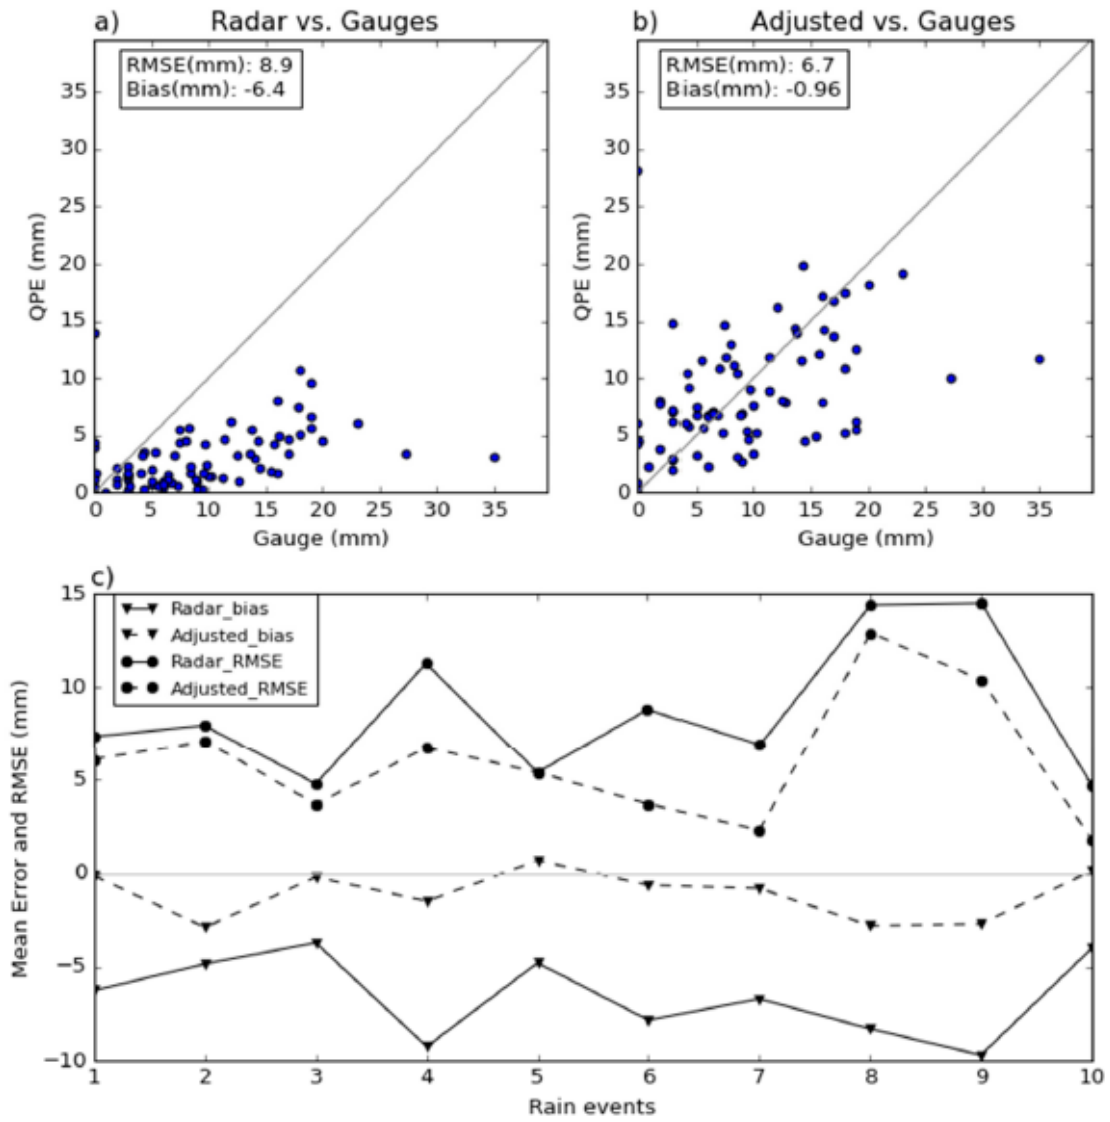 a) Radar vs. Gauges
RMSE(mm): 8.9
Bias(mm): -6.4
35
30
25
20
15
10
5
0
QPE (mm)
0 5 10 15 20 25 30 35
Gauge (mm)
b) Adjusted vs. Gauges
RMSE(mm): 6.7
Bias(mm): -0.96
35
30
25
20
15
10
5
0
QPE (mm)
0 5 10 15 20 25 30 35
Gauge (mm)
c)
Radar_bias
Adjusted_bias
Radar_RMSE
Adjusted_RMSE
15
10
5
0
−5
−10
Mean Error and RMSE (mm)
1 2 3 4 5 6 7 8 9 10
Rain events